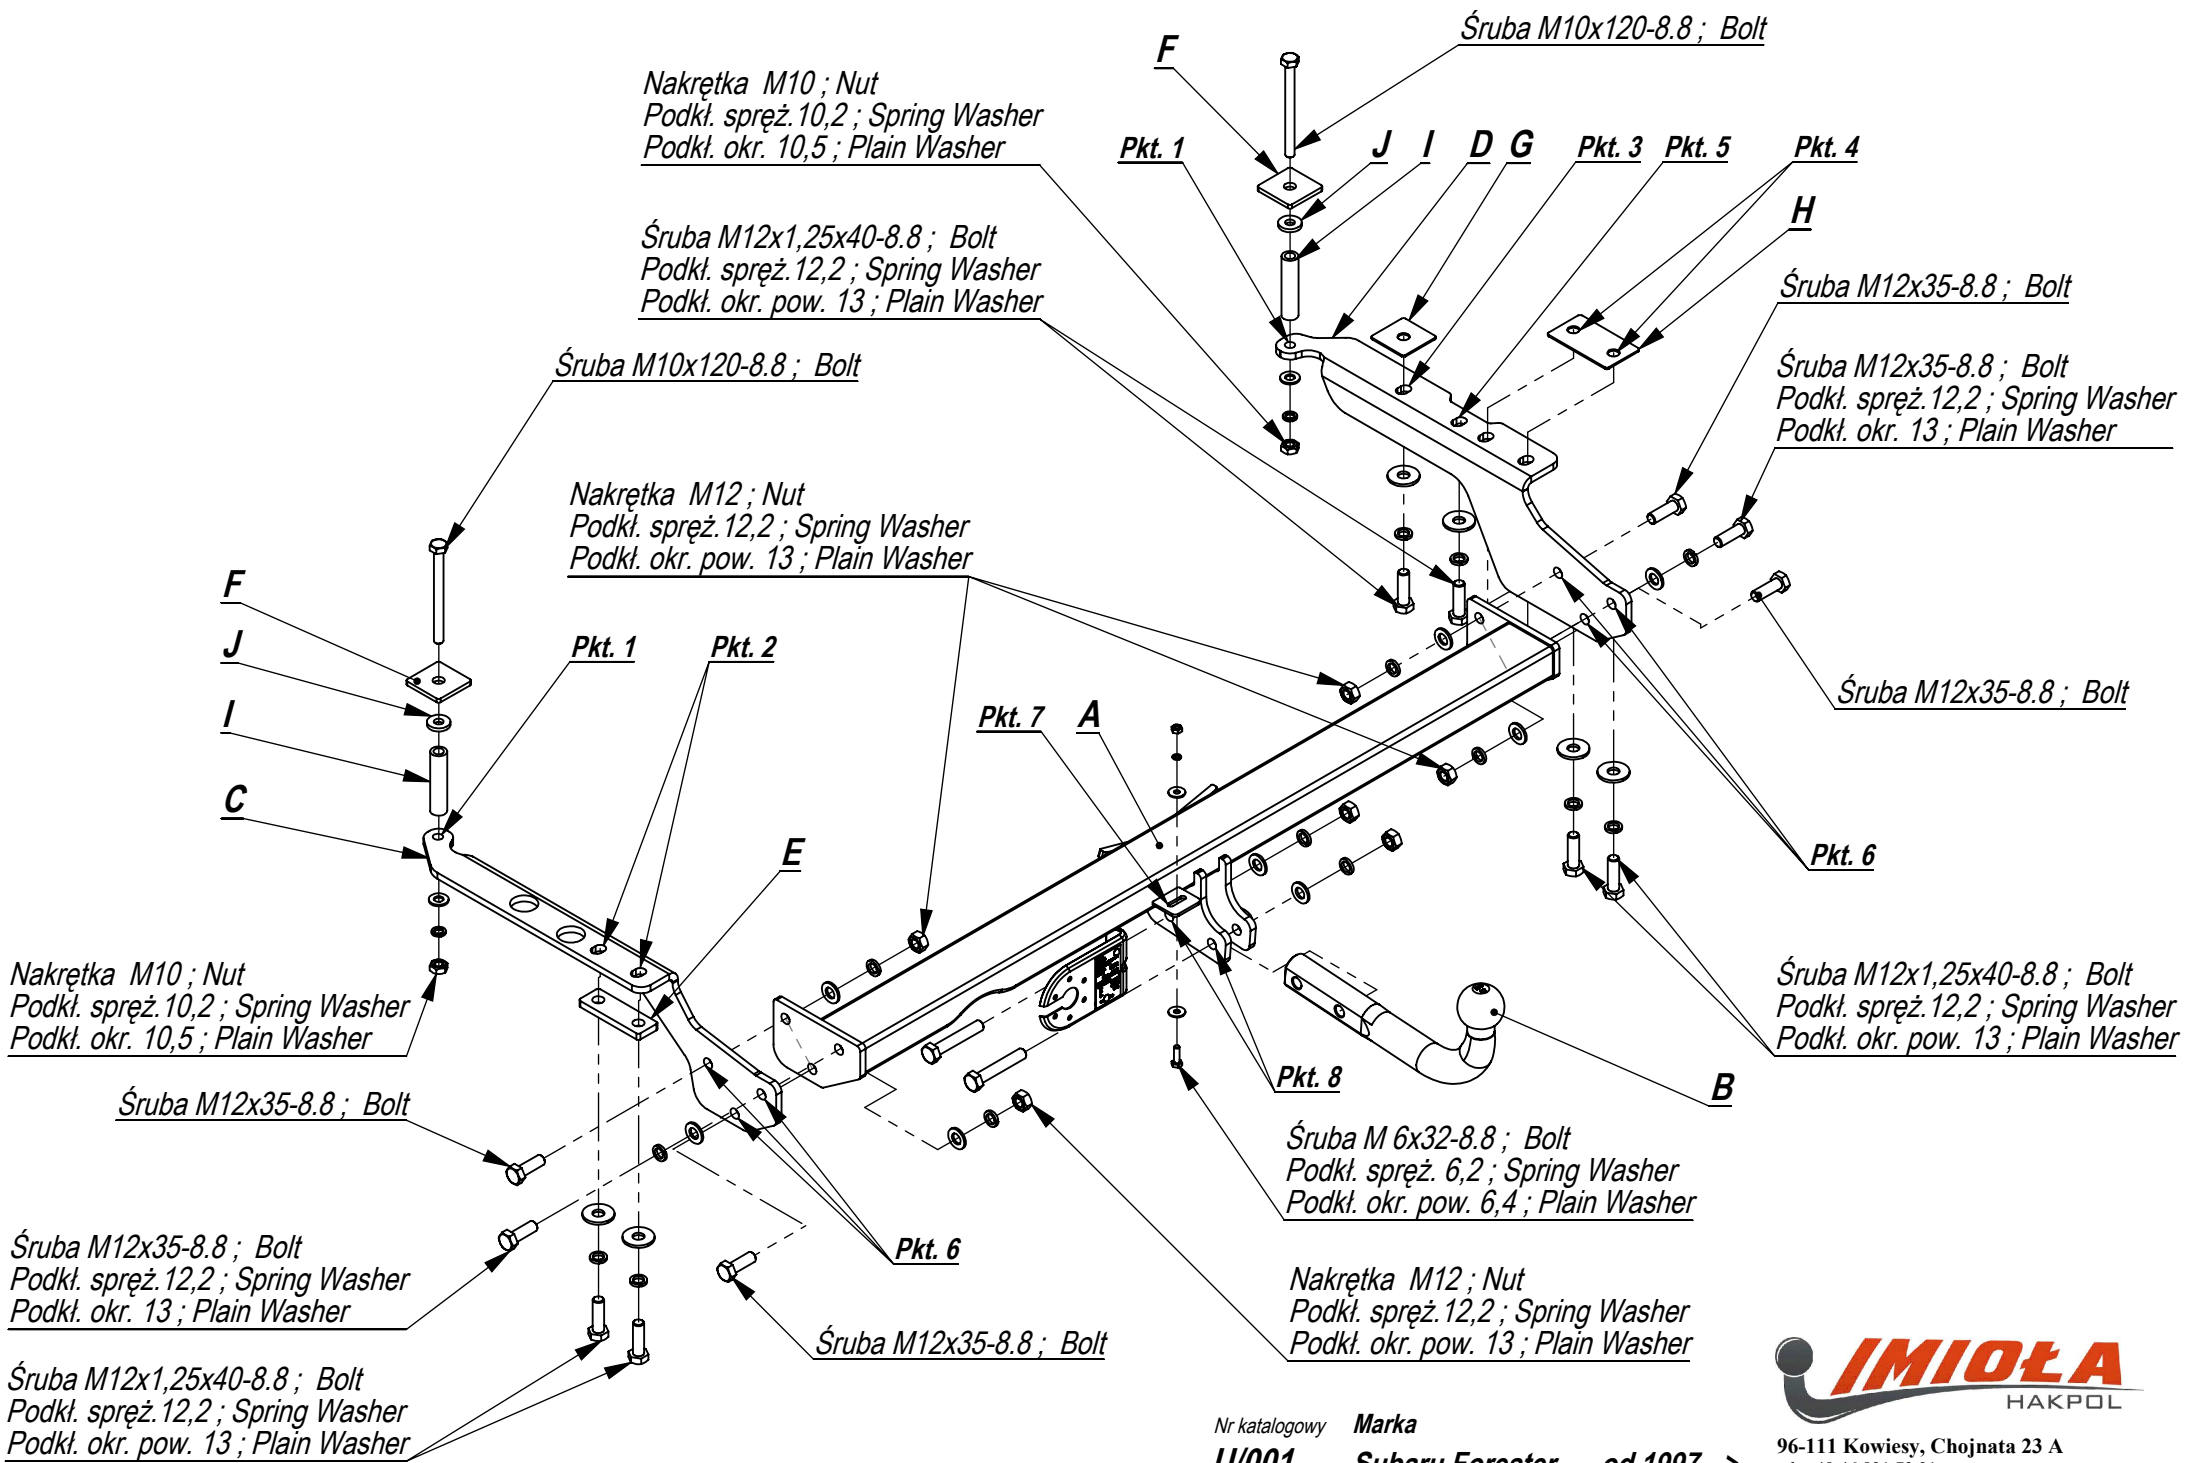 Śruba M10x120-8.8 ; Bolt
F
Nakrętka M10 ; Nut
Podkł. spręż.10,2 ; Spring Washer
Podkł. okr. 10,5 ; Plain Washer
Pkt. 1
J
I
D
G
Pkt. 3
Pkt. 5
Pkt. 4
H
Śruba M12x1,25x40-8.8 ; Bolt
Podkł. spręż.12,2 ; Spring Washer
Podkł. okr. pow. 13 ; Plain Washer
Śruba M12x35-8.8 ; Bolt
Śruba M10x120-8.8 ; Bolt
Śruba M12x35-8.8 ; Bolt
Podkł. spręż.12,2 ; Spring Washer
Podkł. okr. 13 ; Plain Washer
Nakrętka M12 ; Nut
Podkł. spręż.12,2 ; Spring Washer
Podkł. okr. pow. 13 ; Plain Washer
F
J
I
C
Pkt. 1
Pkt. 2
Pkt. 7
A
Śruba M12x35-8.8 ; Bolt
E
Pkt. 6
Nakrętka M10 ; Nut
Podkł. spręż.10,2 ; Spring Washer
Podkł. okr. 10,5 ; Plain Washer
Śruba M12x1,25x40-8.8 ; Bolt
Podkł. spręż.12,2 ; Spring Washer
Podkł. okr. pow. 13 ; Plain Washer
Pkt. 8
B
Śruba M12x35-8.8 ; Bolt
Śruba M 6x32-8.8 ; Bolt
Podkł. spręż. 6,2 ; Spring Washer
Podkł. okr. pow. 6,4 ; Plain Washer
Śruba M12x35-8.8 ; Bolt
Podkł. spręż.12,2 ; Spring Washer
Podkł. okr. 13 ; Plain Washer
Pkt. 6
Nakrętka M12 ; Nut
Podkł. spręż.12,2 ; Spring Washer
Podkł. okr. pow. 13 ; Plain Washer
Śruba M12x35-8.8 ; Bolt
Śruba M12x1,25x40-8.8 ; Bolt
Podkł. spręż.12,2 ; Spring Washer
Podkł. okr. pow. 13 ; Plain Washer
IMIOŁA
HAKPOL
Nr katalogowy Marka
U/001 Subaru Forester od 1997 ->
96-111 Kowiesy, Chojnata 23 A